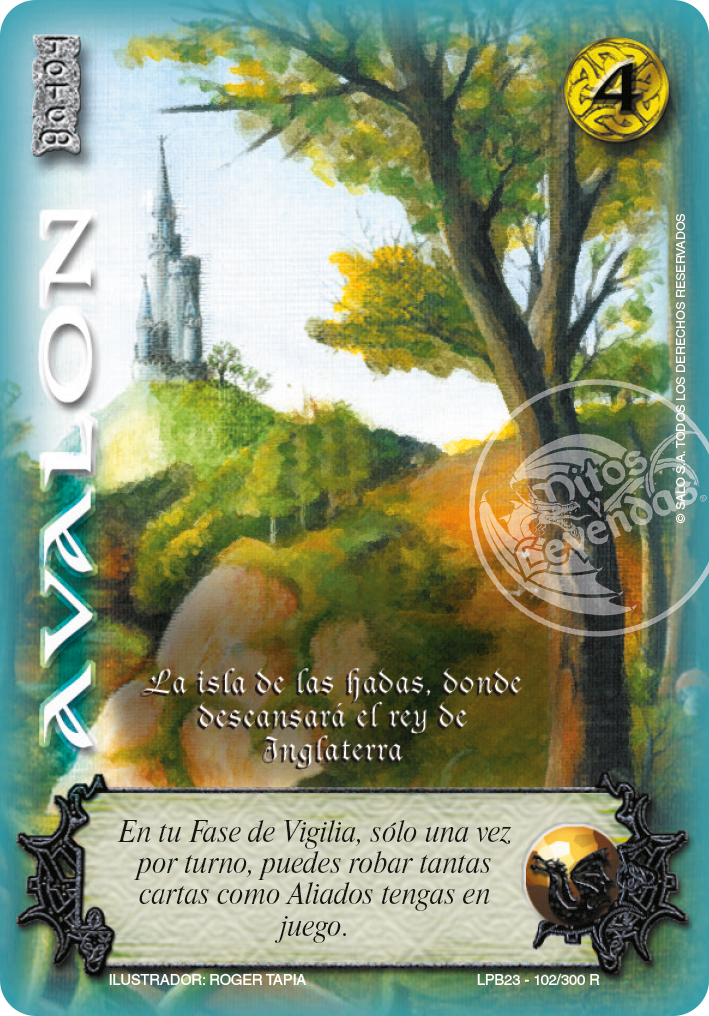 4
AVALON
© SALO S.A. TODOS LOS DERECHOS RESERVADOS
Mitos
y
Leyendas
®
La isla de las hadas, donde
descansará el rey de
Inglaterra
En tu Fase de Vigilia, sólo una vez
por turno, puedes robar tantas
cartas como Aliados tengas en
juego.
ILUSTRADOR: ROGER TAPIA
LPB23 - 102/300 R